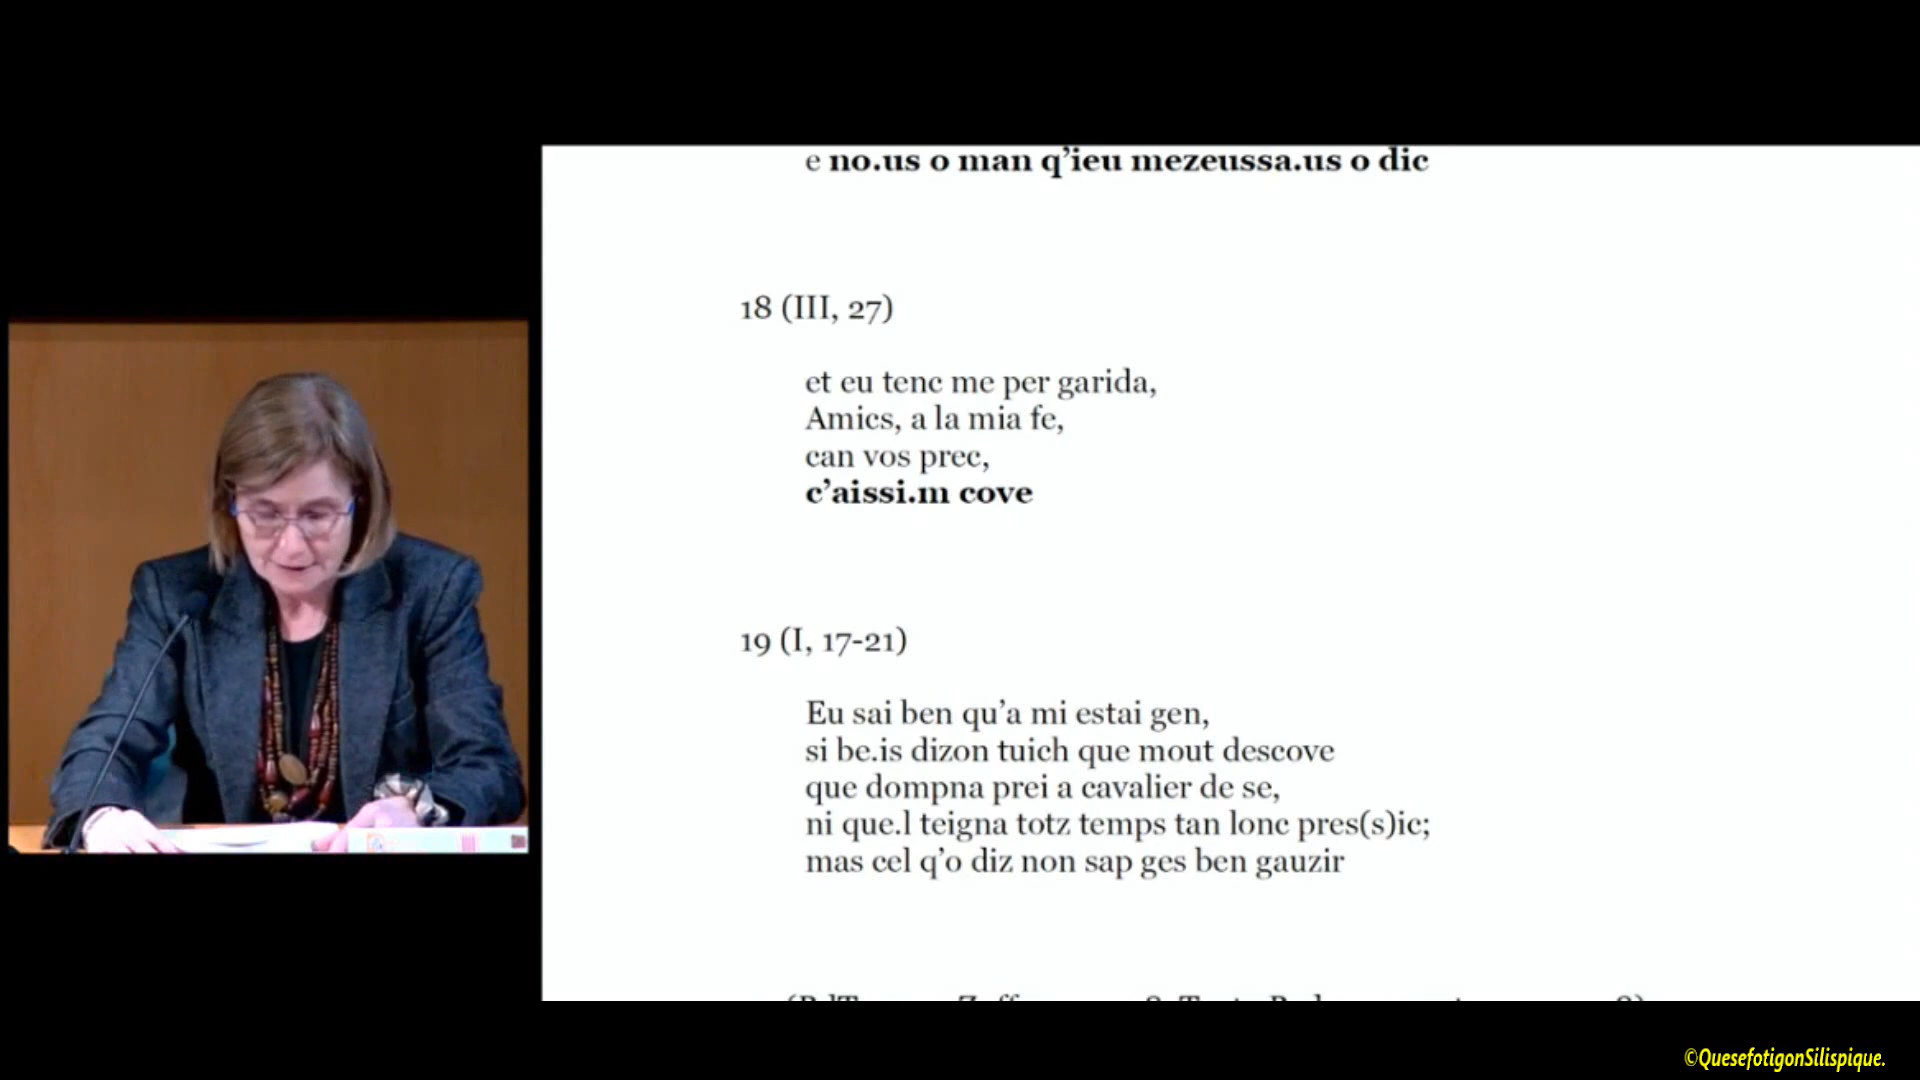 e no.us o man q’ieu mezeussa.us o dic
18 (III, 27)
et eu tenc me per garida,
Amics, a la mia fe,
can vos prec,
c’aissi.m cove
19 (I, 17-21)
Eu sai ben qu’a mi estai gen,
si be.is dizon tuich que mout descove
que dompna prei a cavalier de se,
ni que.l teigna totz temps tan lonc pres(s)ic;
mas cel q’o diz non sap ges ben gauzir
©QuesefotigonSilispique.